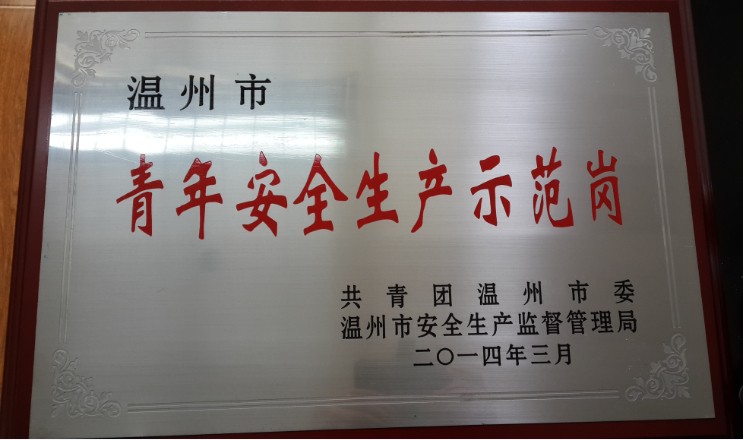 温州市
青年安全生产示范岗
共青团温州市委
温州市安全生产监督管理局
二〇一四年三月